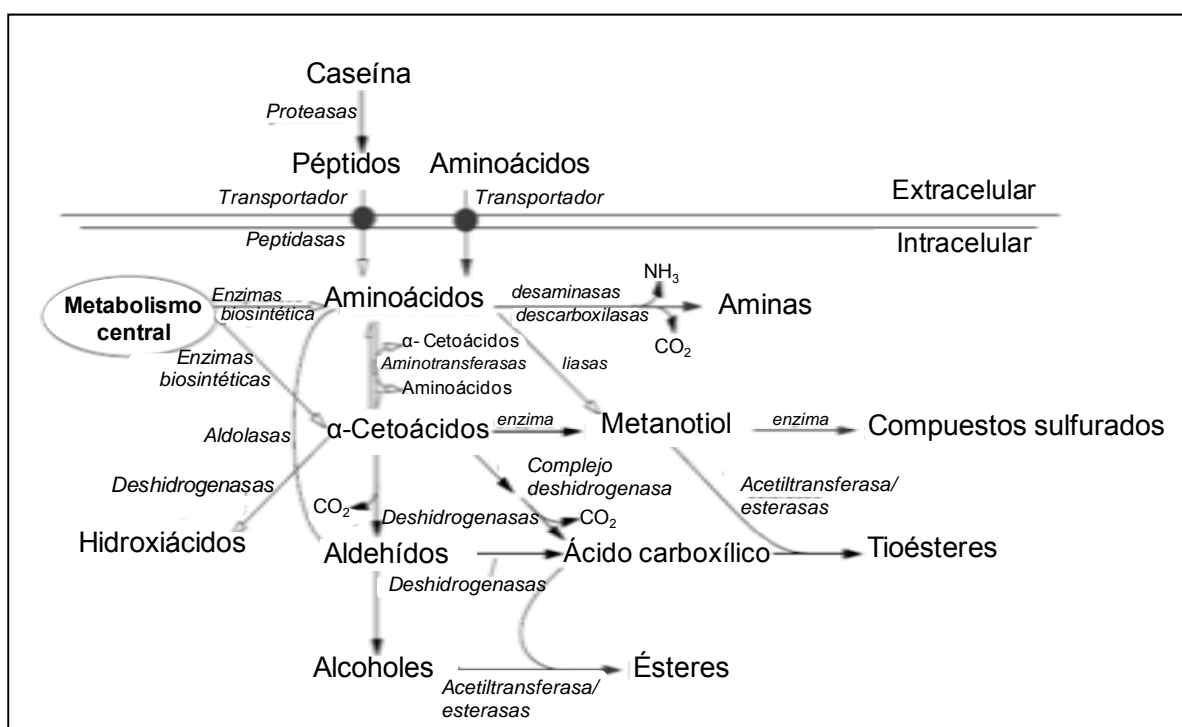 Caseína
Proteasas
Péptidos
Aminoácidos
Transportador
Transportador
Extracelular
Peptidasas
Intracelular
Metabolismo
central
Enzimas
biosintética
Aminoácidos
desaminasas
descarboxilasas
NH3
CO2
Aminas
Enzimas
biosintéticas
α- Cetoácidos
Aminotransferasas
Aminoácidos
liasas
Aldolasas
α-Cetoácidos
enzima
Metanotiol
enzima
Compuestos sulfurados
Deshidrogenasas
Complejo
deshidrogenasa
Acetiltransferasa/
esterasas
CO2
Deshidrogenasas
CO2
Hidroxiácidos
Aldehídos
Deshidrogenasas
Ácido carboxílico
Tioésteres
Alcoholes
Acetiltransferasa/
esterasas
Ésteres